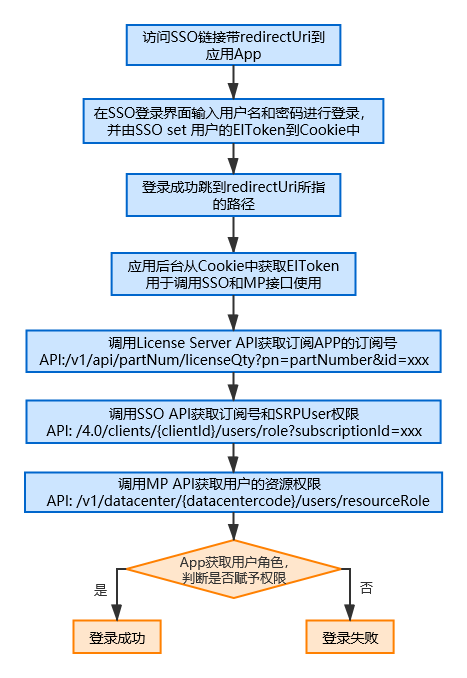 访问SSO链接带redirectUri到
应用App
在SSO登录界面输入用户名和密码进行登录，
并由SSO set 用户的EIToken到Cookie中
登录成功跳到redirectUri所指
的路径
应用后台从Cookie中获取EIToken
用于调用SSO和MP接口使用
调用License Server API获取订阅APP的订阅号
API:/v1/api/partNum/licenseQty?pn=partNumber&id=xxx
调用SSO API获取订阅号和SRPUser权限
API: /4.0/clients/{clientId}/users/role?subscriptionId=xxx
调用MP API获取用户的资源权限
API: /v1/datacenter/{datacentercode}/users/resourceRole
App获取用户角色，
判断是否赋予权限
是
否
登录成功
登录失败